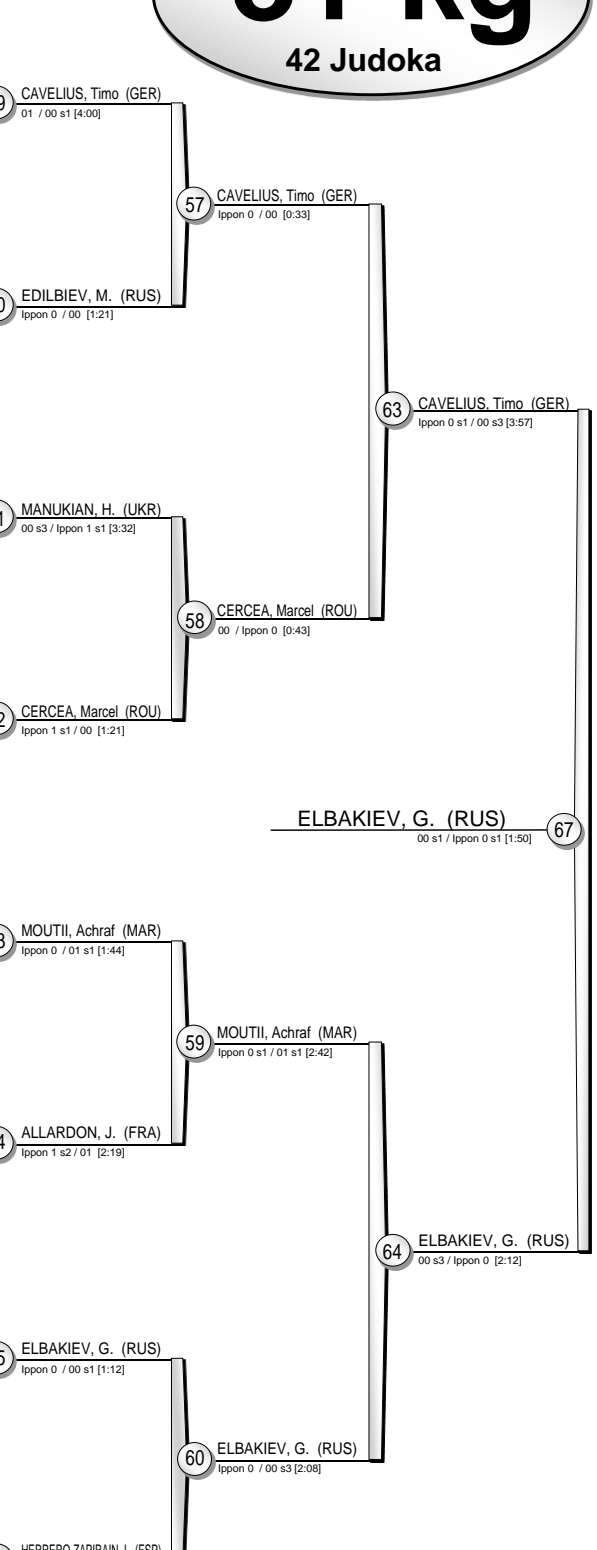 kg
42 Judoka
CAVELIUS, Timo (GER)
01 / 00 s1 [4:00]
57
CAVELIUS, Timo (GER)
Ippon 0 / 00 [0:33]
EDILBIEV, M. (RUS)
Ippon 0 / 00 [1:21]
63
CAVELIUS, Timo (GER)
Ippon 0 s1 / 00 s3 [3:57]
MANUKIAN, H. (UKR)
00 s3 / Ippon 1 s1 [3:32]
58
CERCEA, Marcel (ROU)
00 / Ippon 0 [0:43]
CERCEA, Marcel (ROU)
Ippon 1 s1 / 00 [1:21]
ELBAKIEV, G. (RUS)
67
00 s1 / Ippon 0 s1 [1:50]
MOUTII, Achraf (MAR)
Ippon 0 / 01 s1 [1:44]
59
MOUTII, Achraf (MAR)
Ippon 0 s1 / 01 s1 [2:42]
ALLARDON, J. (FRA)
Ippon 1 s2 / 01 [2:19]
64
ELBAKIEV, G. (RUS)
00 s3 / Ippon 0 [2:12]
ELBAKIEV, G. (RUS)
Ippon 0 / 00 s1 [1:12]
60
ELBAKIEV, G. (RUS)
Ippon 0 / 00 s3 [2:08]